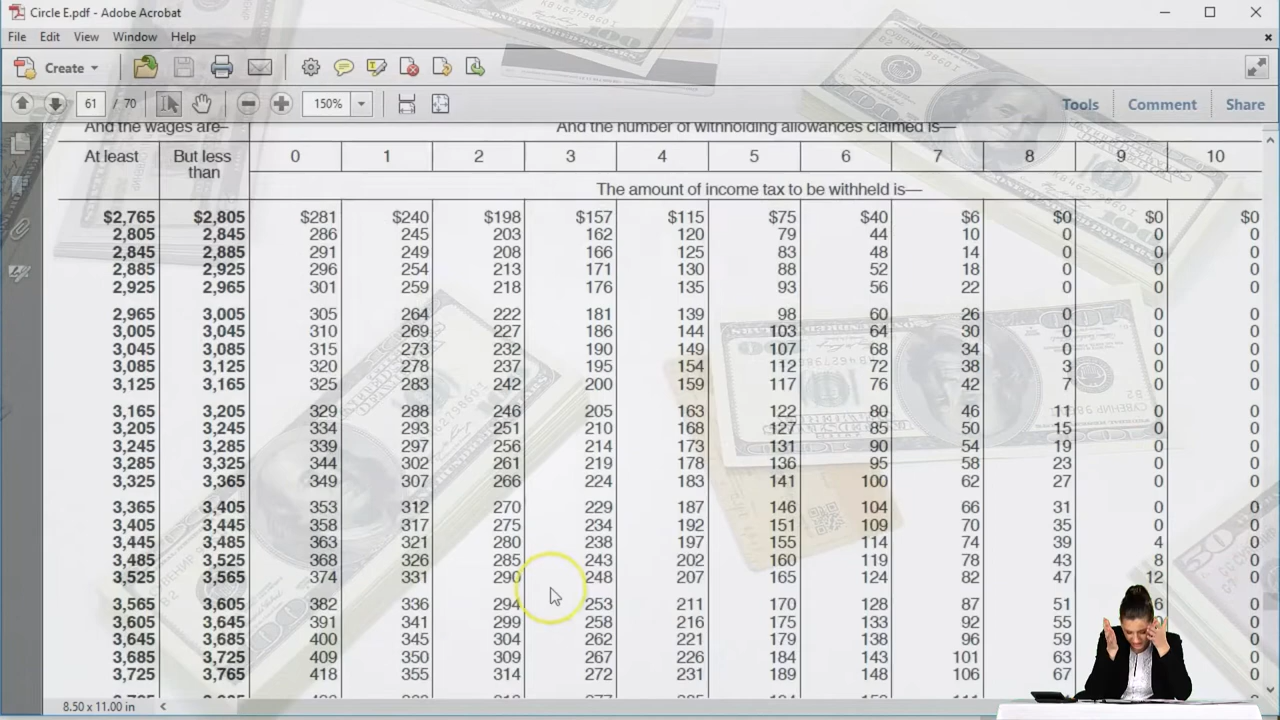 Circle E.pdf - Adobe Acrobat
File Edit View Window Help
Create
61 / 70 150% Tools Comment Share
And the wages are– And the number of withholding allowances claimed is—
At least But less than 0 1 2 3 4 5 6 7 8 9 10
The amount of income tax to be withheld is—
$2,765 $2,805 $281 $240 $198 $157 $115 $75 $40 $6 $0 $0 $0
2,805 2,845 286 245 203 162 120 79 44 10 0 0 0
2,845 2,885 291 249 208 166 125 83 48 14 0 0 0
2,885 2,925 296 254 213 171 130 88 52 18 0 0 0
2,925 2,965 301 259 218 176 135 93 56 22 0 0 0
2,965 3,005 305 264 222 181 139 98 60 26 0 0 0
3,005 3,045 310 269 227 186 144 103 64 30 0 0 0
3,045 3,085 315 273 232 190 149 107 68 34 0 0 0
3,085 3,125 320 278 237 195 154 112 72 38 3 0 0
3,125 3,165 325 283 242 200 159 117 76 42 7 0 0
3,165 3,205 329 288 246 205 163 122 80 46 11 0 0
3,205 3,245 334 293 251 210 168 127 85 50 15 0 0
3,245 3,285 339 297 256 214 173 131 90 54 19 0 0
3,285 3,325 344 302 261 219 178 136 95 58 23 0 0
3,325 3,365 349 307 266 224 183 141 100 62 27 0 0
3,365 3,405 353 312 270 229 187 146 104 66 31 0 0
3,405 3,445 358 317 275 234 192 151 109 70 35 0 0
3,445 3,485 363 321 280 238 197 155 114 74 39 4 0
3,485 3,525 368 326 285 243 202 160 119 78 43 8 0
3,525 3,565 374 331 290 248 207 165 124 82 47 12 0
3,565 3,605 382 336 294 253 211 170 128 87 51 6 0
3,605 3,645 391 341 299 258 216 175 133 92 55 0
3,645 3,685 400 345 304 262 221 179 138 96 59 0
3,685 3,725 409 350 309 267 226 184 143 101 63 0
3,725 3,765 418 355 314 272 231 189 148 106 67 0
8.50 x 11.00 in